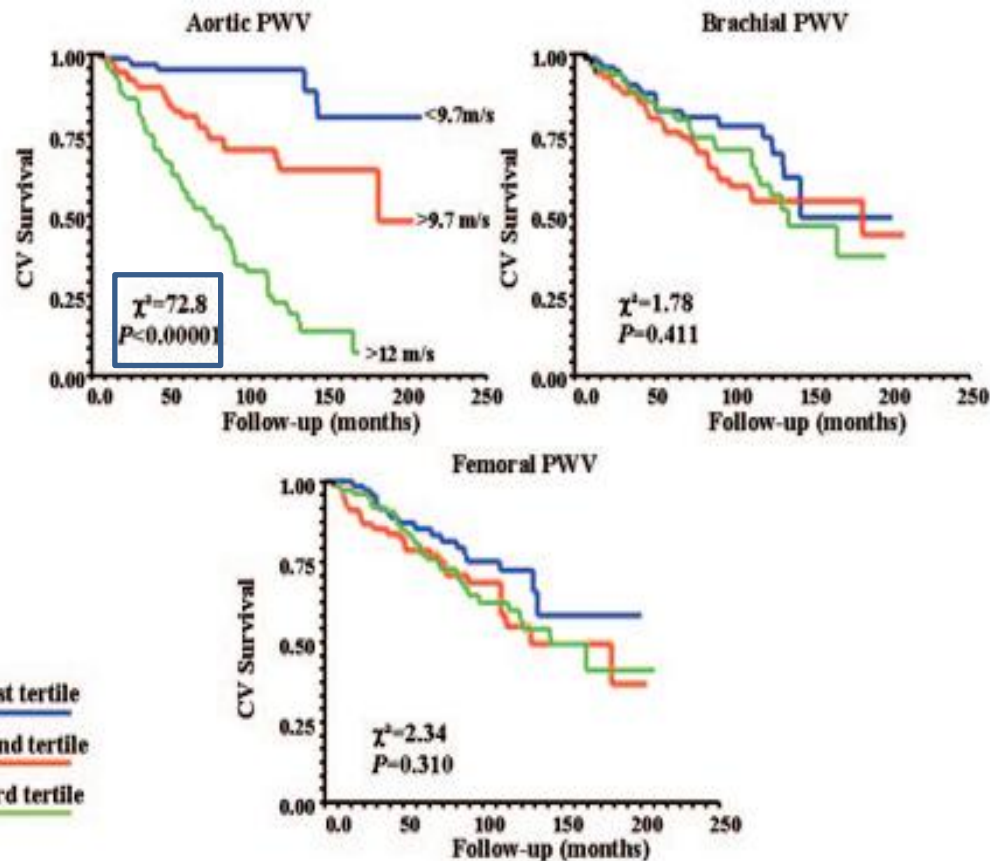 Aortic PWV
1.00
0.75
0.50
0.25
0.00
CV Survival
<9.7m/s
>9.7 m/s
>12 m/s
χ²=72.8
P<0.00001
0.0 50 100 150 200 250
Follow-up (months)
Brachial PWV
1.00
0.75
0.50
0.25
0.00
CV Survival
χ²=1.78
P=0.411
0.0 50 100 150 200 250
Follow-up (months)
Femoral PWV
1.00
0.75
0.50
0.25
0.00
CV Survival
χ²=2.34
P=0.310
0.0 50 100 150 200 250
Follow-up (months)
st tertile
nd tertile
rd tertile